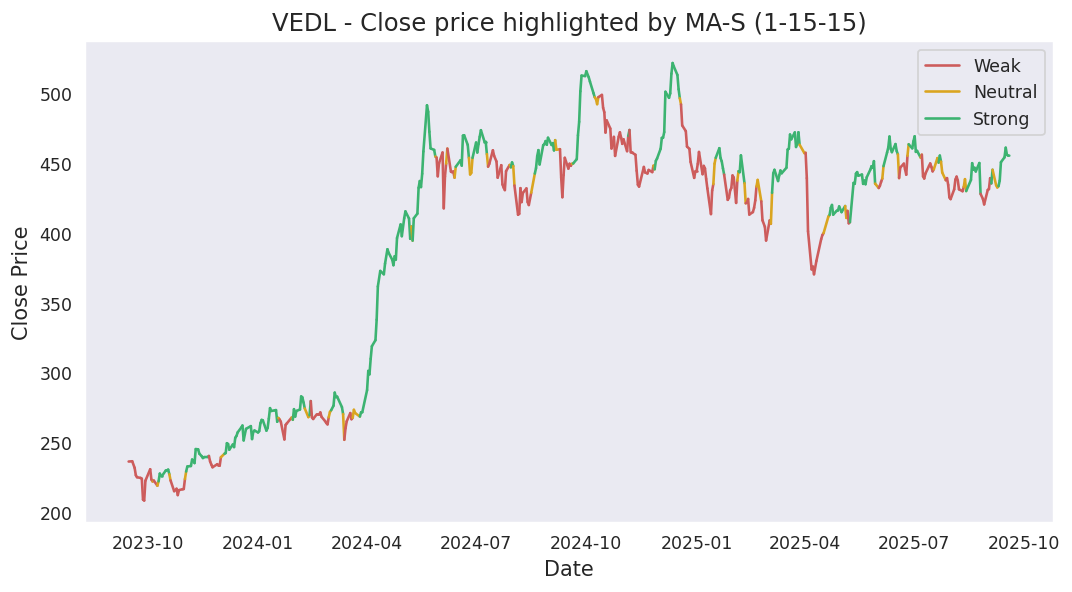 VEDL - Close price highlighted by MA-S (1-15-15)
Weak
Neutral
Strong
Close Price
500
450
400
350
300
250
200
2023-10 2024-01 2024-04 2024-07 2024-10 2025-01 2025-04 2025-07 2025-10
Date